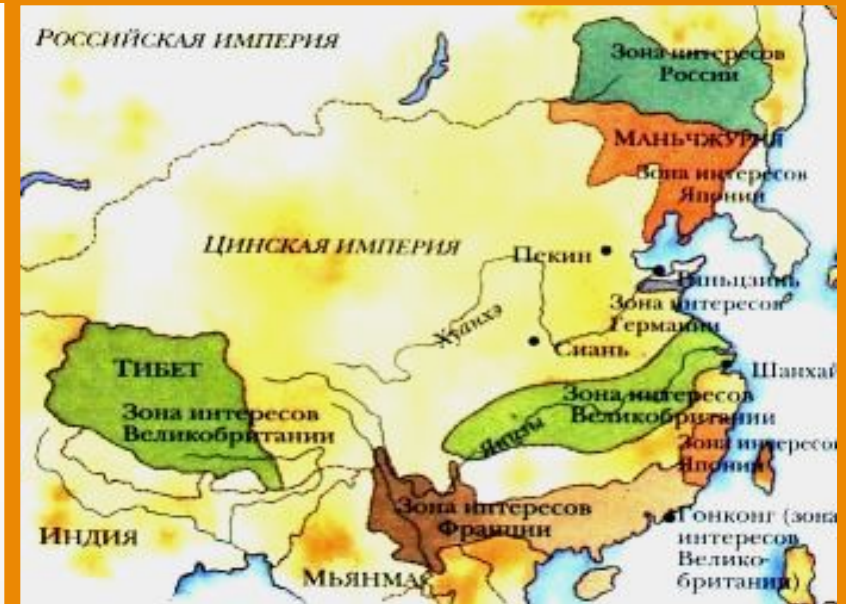 РОССИЙСКАЯ ИМПЕРИЯ
Зона интересов
России
МАНЬЧЖУРИЯ
Зона интересов
Японии
ЦИНСКАЯ ИМПЕРИЯ
Пекин
Тяньцзинь
Зона интересов
Германии
Хуанхэ
Сиань
Шанхай
ТИБЕТ
Зона интересов
Великобритании
Зона интересов
Великобритании
Янцзы
Зона интересов
Японии
Зона интересов
Франции
Гонконг (зона
интересов
Велико-
британии)
ИНДИЯ
МЬЯНМА